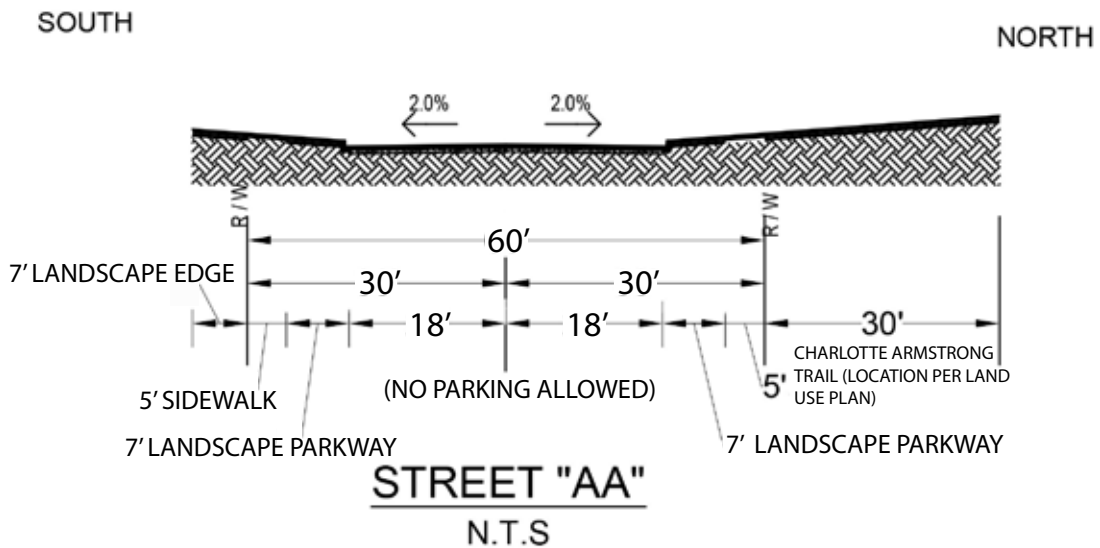 SOUTH
NORTH
2.0%
2.0%
R / W
R / W
60'
7' LANDSCAPE EDGE
30'
30'
18'
18'
30'
5' SIDEWALK
(NO PARKING ALLOWED)
5'
CHARLOTTE ARMSTRONG
TRAIL (LOCATION PER LAND
USE PLAN)
7' LANDSCAPE PARKWAY
7' LANDSCAPE PARKWAY
STREET "AA"
N.T.S